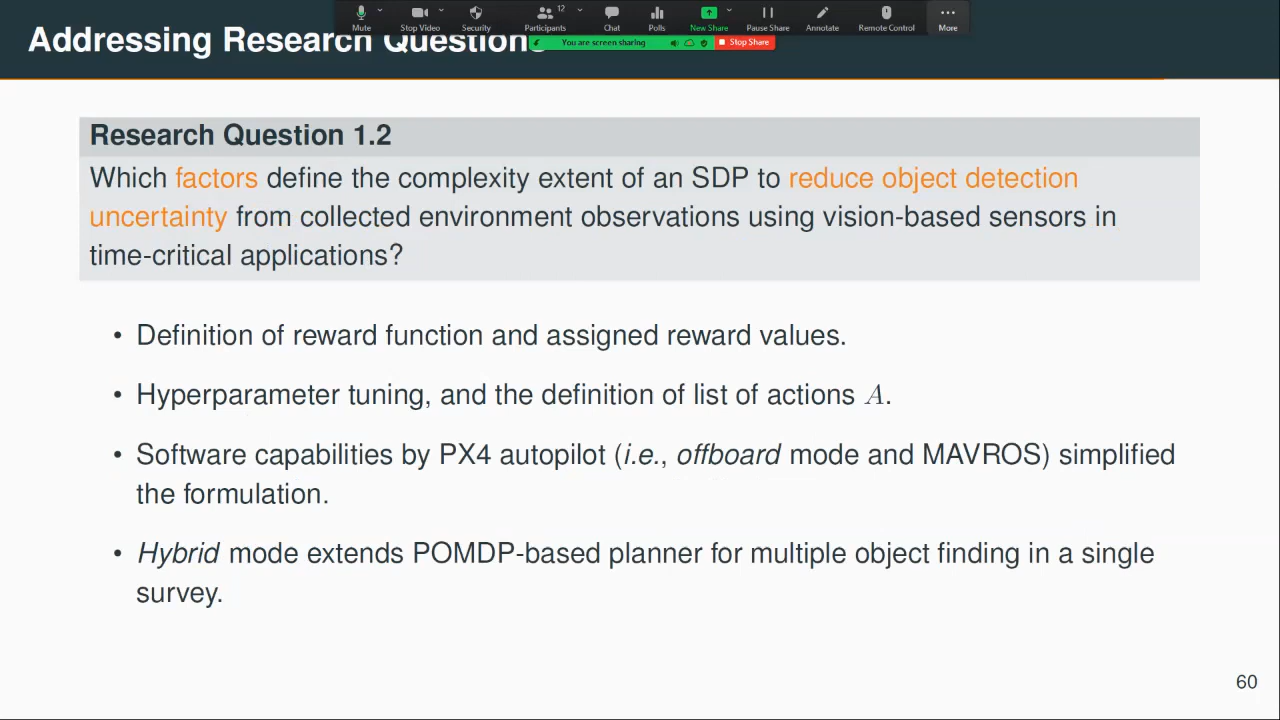 Mute
Stop Video
Security
Participants
12
Chat
Polls
New Share
Pause Share
Annotate
Remote Control
More
You are screen sharing
Stop Share
Addressing Research Question
Research Question 1.2
Which factors define the complexity extent of an SDP to reduce object detection
uncertainty from collected environment observations using vision-based sensors in
time-critical applications?
• Definition of reward function and assigned reward values.
• Hyperparameter tuning, and the definition of list of actions A.
• Software capabilities by PX4 autopilot (i.e., offboard mode and MAVROS) simplified
the formulation.
• Hybrid mode extends POMDP-based planner for multiple object finding in a single
survey.
60